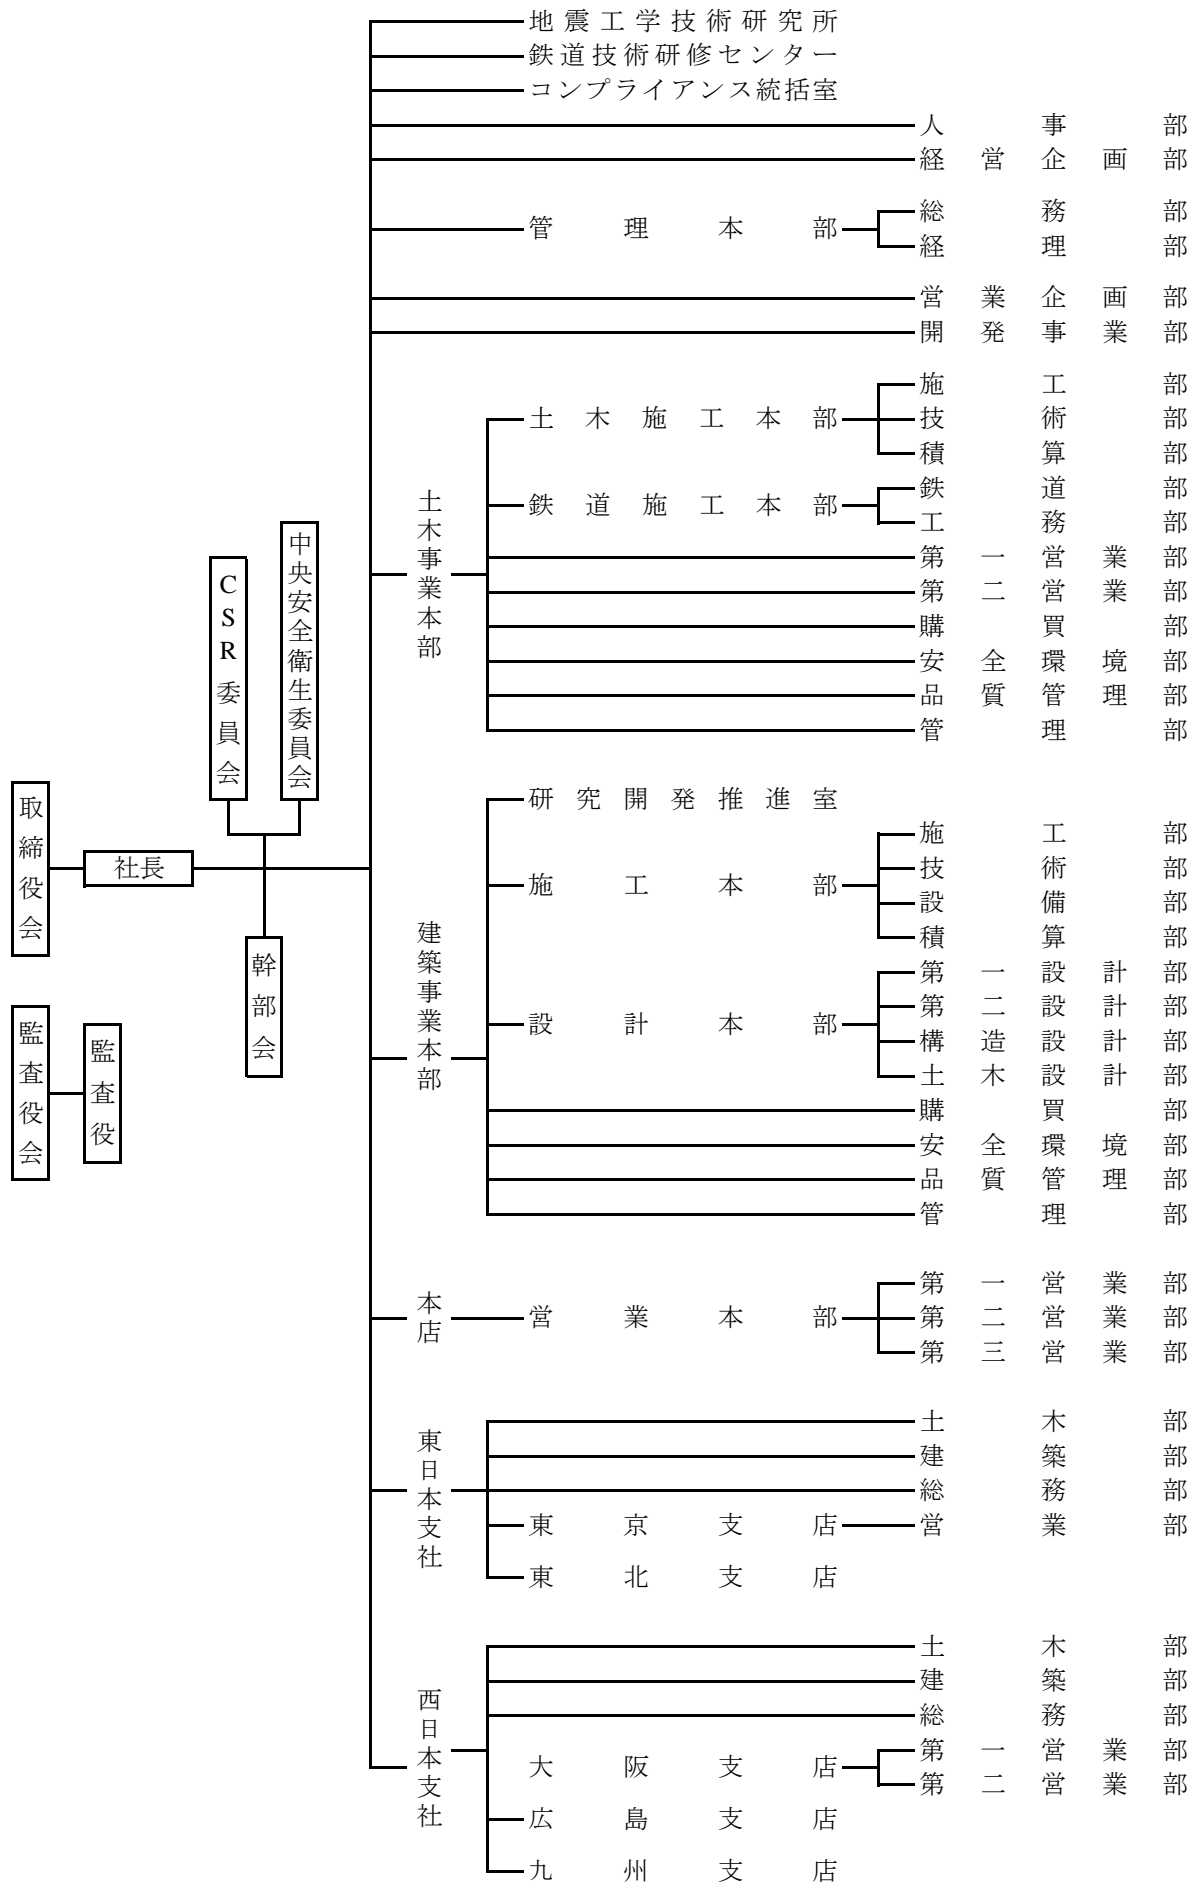 地震工学技術研究所
鉄道技術研修センター
コンプライアンス統括室
人事部
経営企画部
管理本部
総務部
経理部
営業企画部
開発事業部
土木事業本部
土木施工本部
施工部
技術部
積算部
鉄道施工本部
鉄道部
工務部
第一営業部
第二営業部
購買部
安全環境部
品質管理部
管理部
中央安全衛生委員会
CSR委員会
取締役会
社長
幹部会
監査役会
監査役
建築事業本部
研究開発推進室
施工本部
施工部
技術部
設備部
積算部
設計本部
第一設計部
第二設計部
構造設計部
土木設計部
購買部
安全環境部
品質管理部
管理部
本店
営業本部
第一営業部
第二営業部
第三営業部
東日本支社
土木部
建築部
総務部
東京支店
営業部
東北支店
西日本支社
土木部
建築部
総務部
大阪支店
第一営業部
第二営業部
広島支店
九州支店